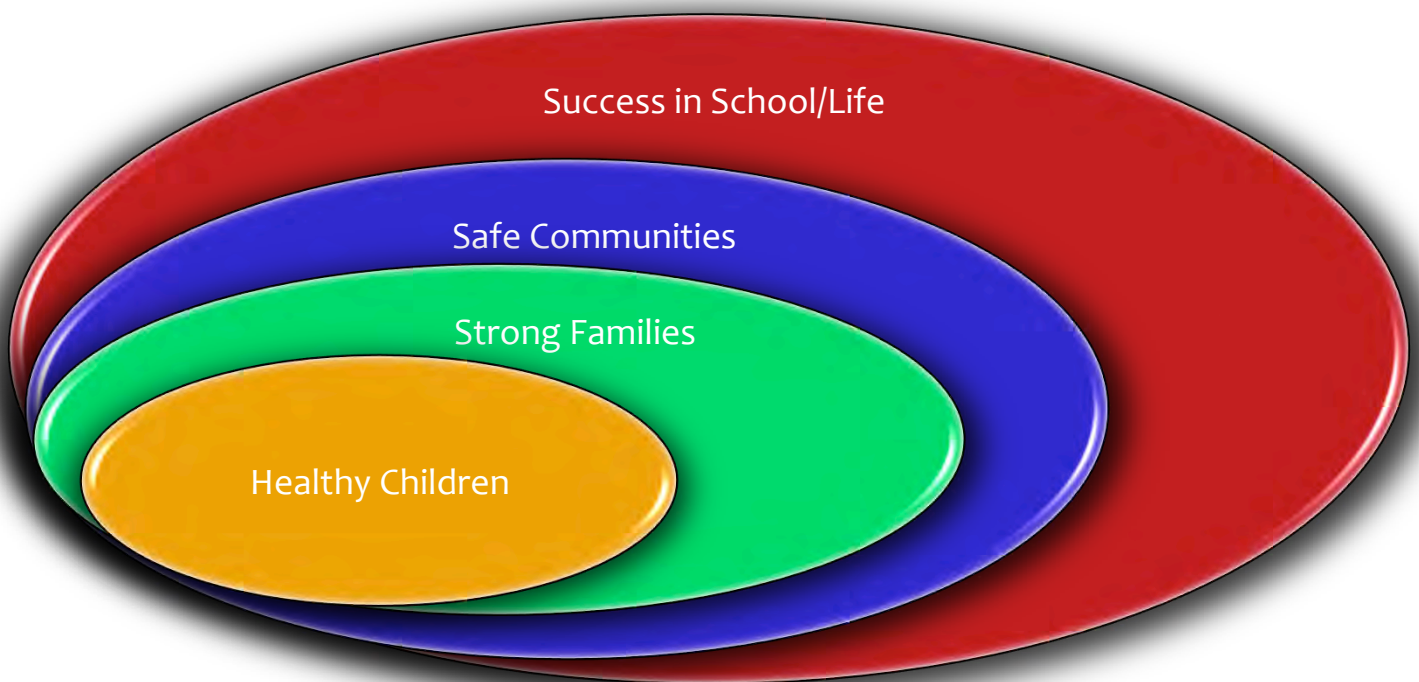 Success in School/Life
Safe Communities
Strong Families
Healthy Children